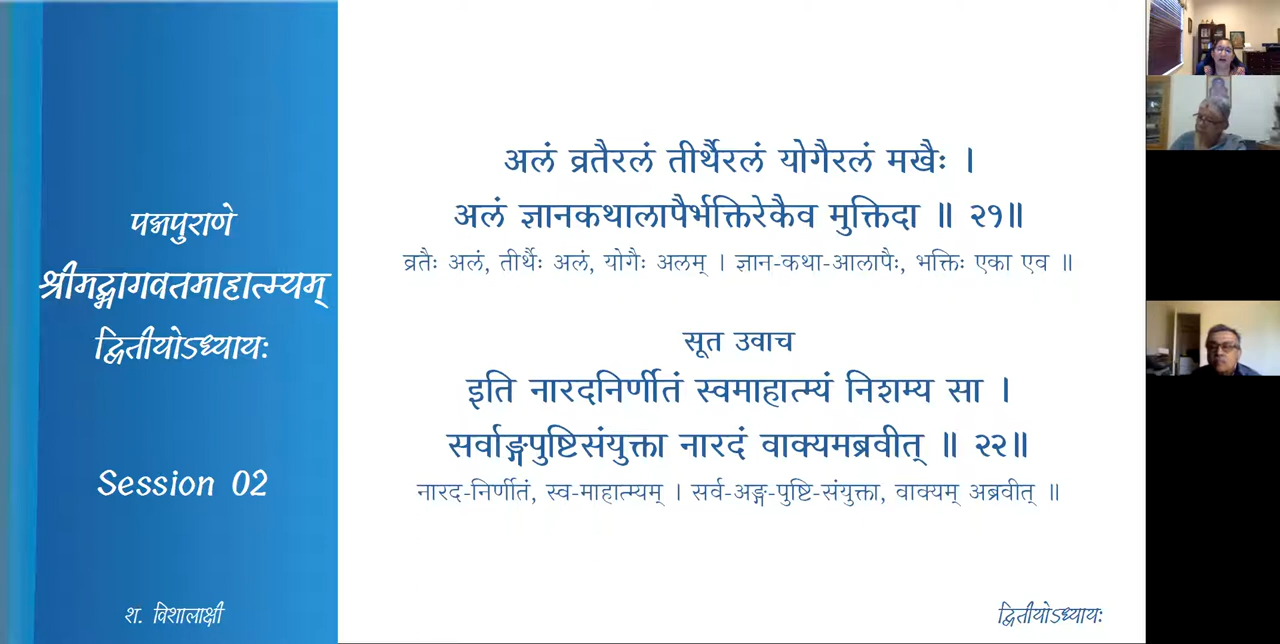 पद्मपुराणे
श्रीमद्भागवतमाहात्म्यम्
द्वितीयोऽध्यायः
Session 02
श. विशालाक्षी
अलं व्रतैरलं तीर्थैरलं योगैरलं मखैः ।
अलं ज्ञानकथालापैर्भक्तिरेकैव मुक्तिदा ॥ २१॥
व्रतैः अलं, तीर्थैः अलं, योगैः अलम् । ज्ञान-कथा-आलापैः, भक्तिः एका एव ॥
सूत उवाच
इति नारदनिर्णीतं स्वमाहात्म्यं निशम्य सा ।
सर्वाङ्गपुष्टिसंयुक्ता नारदं वाक्यमब्रवीत् ॥ २२॥
नारद-निर्णीतं, स्व-माहात्म्यम् । सर्व-अङ्ग-पुष्टि-संयुक्ता, वाक्यम् अब्रवीत् ॥
द्वितीयोऽध्यायः